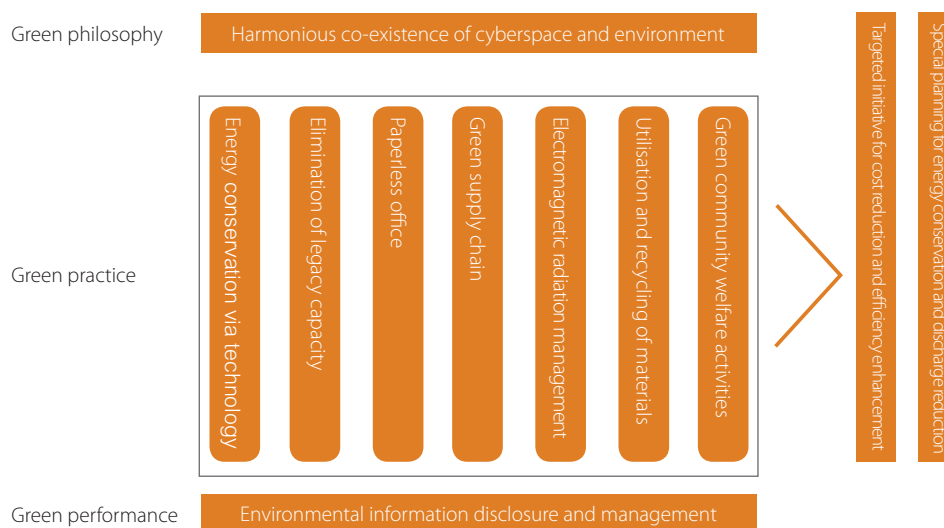 Green philosophy
Harmonious co-existence of cyberspace and environment
Green practice
Energy conservation via technology
Elimination of legacy capacity
Paperless office
Green supply chain
Electromagnetic radiation management
Utilisation and recycling of materials
Green community welfare activities
Targeted initiative for cost reduction and efficiency enhancement
Special planning for energy conservation and discharge reduction
Green performance
Environmental information disclosure and management